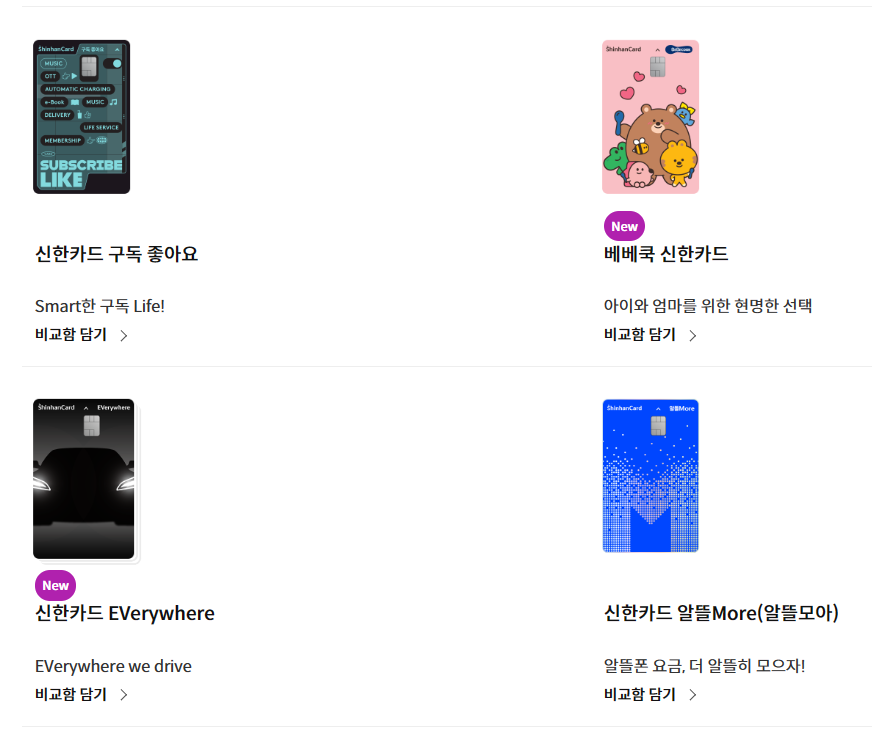 ShinhanCard 구독 좋아요
MUSIC
OTT
AUTOMATIC CHARGING
e-Book MUSIC
DELIVERY
LIFE SERVICE
MEMBERSHIP
SUBSCRIBE
LIKE
신한카드 구독 좋아요
Smart한 구독 Life!
비교함 담기
ShinhanCard
New
베베쿡 신한카드
아이와 엄마를 위한 현명한 선택
비교함 담기
ShinhanCard EVerywhere
New
신한카드 EVerywhere
EVerywhere we drive
비교함 담기
ShinhanCard 알뜰More
신한카드 알뜰More(알뜰모아)
알뜰폰 요금, 더 알뜰히 모으자!
비교함 담기